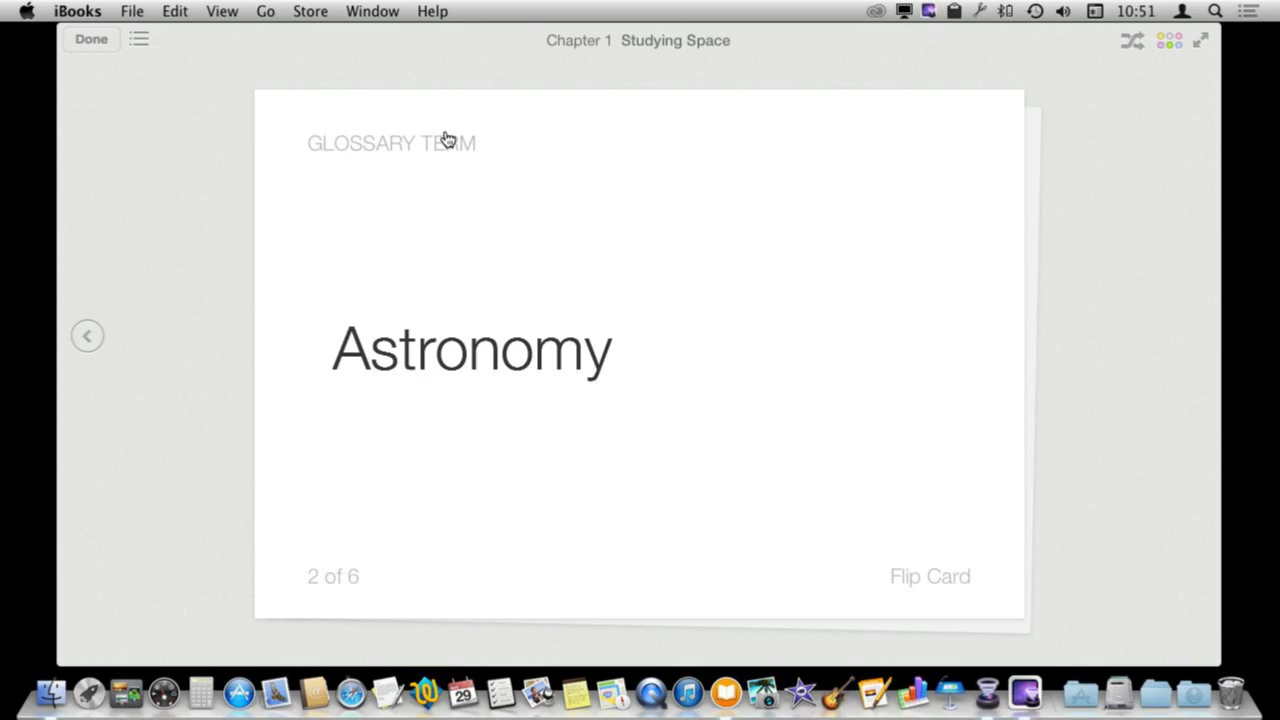 iBooks File Edit View Go Store Window Help 10:51
Done Chapter 1 Studying Space
GLOSSARY TERM
Astronomy
2 of 6 Flip Card
29